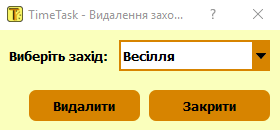 TimeTask - Видалення захо...
Виберіть захід: Весілля
Видалити Закрити